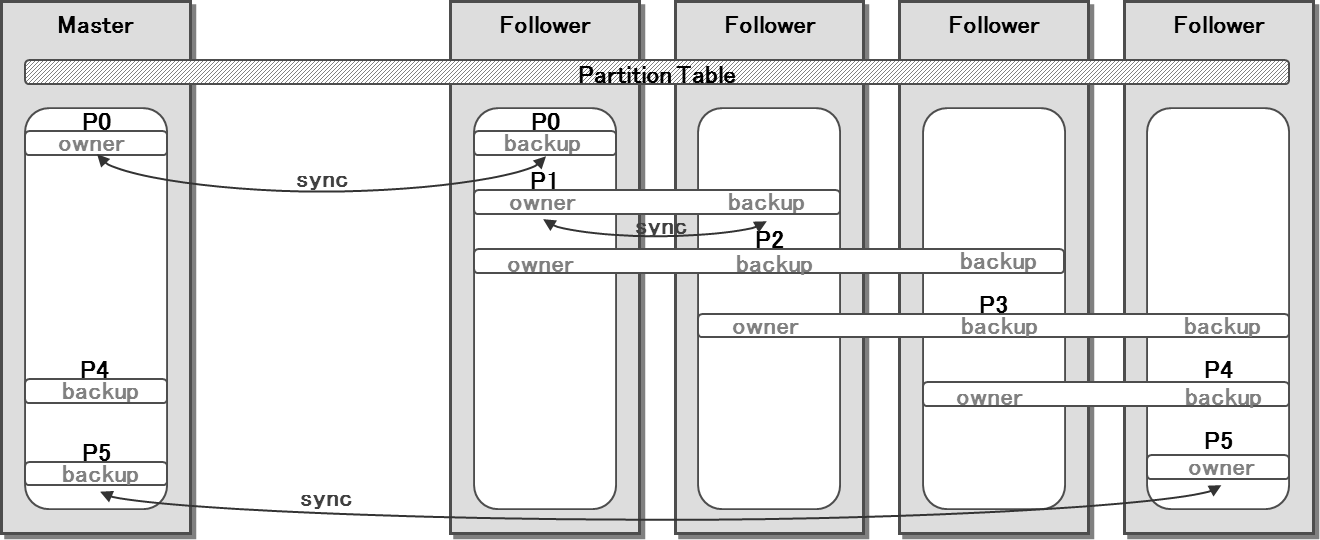 Master
Follower
Follower
Follower
Follower
Partition Table
P0
P0
owner
backup
sync
P1
owner
backup
sync
P2
owner
backup
backup
P3
owner
backup
backup
P4
P4
backup
owner
backup
P5
P5
backup
owner
sync